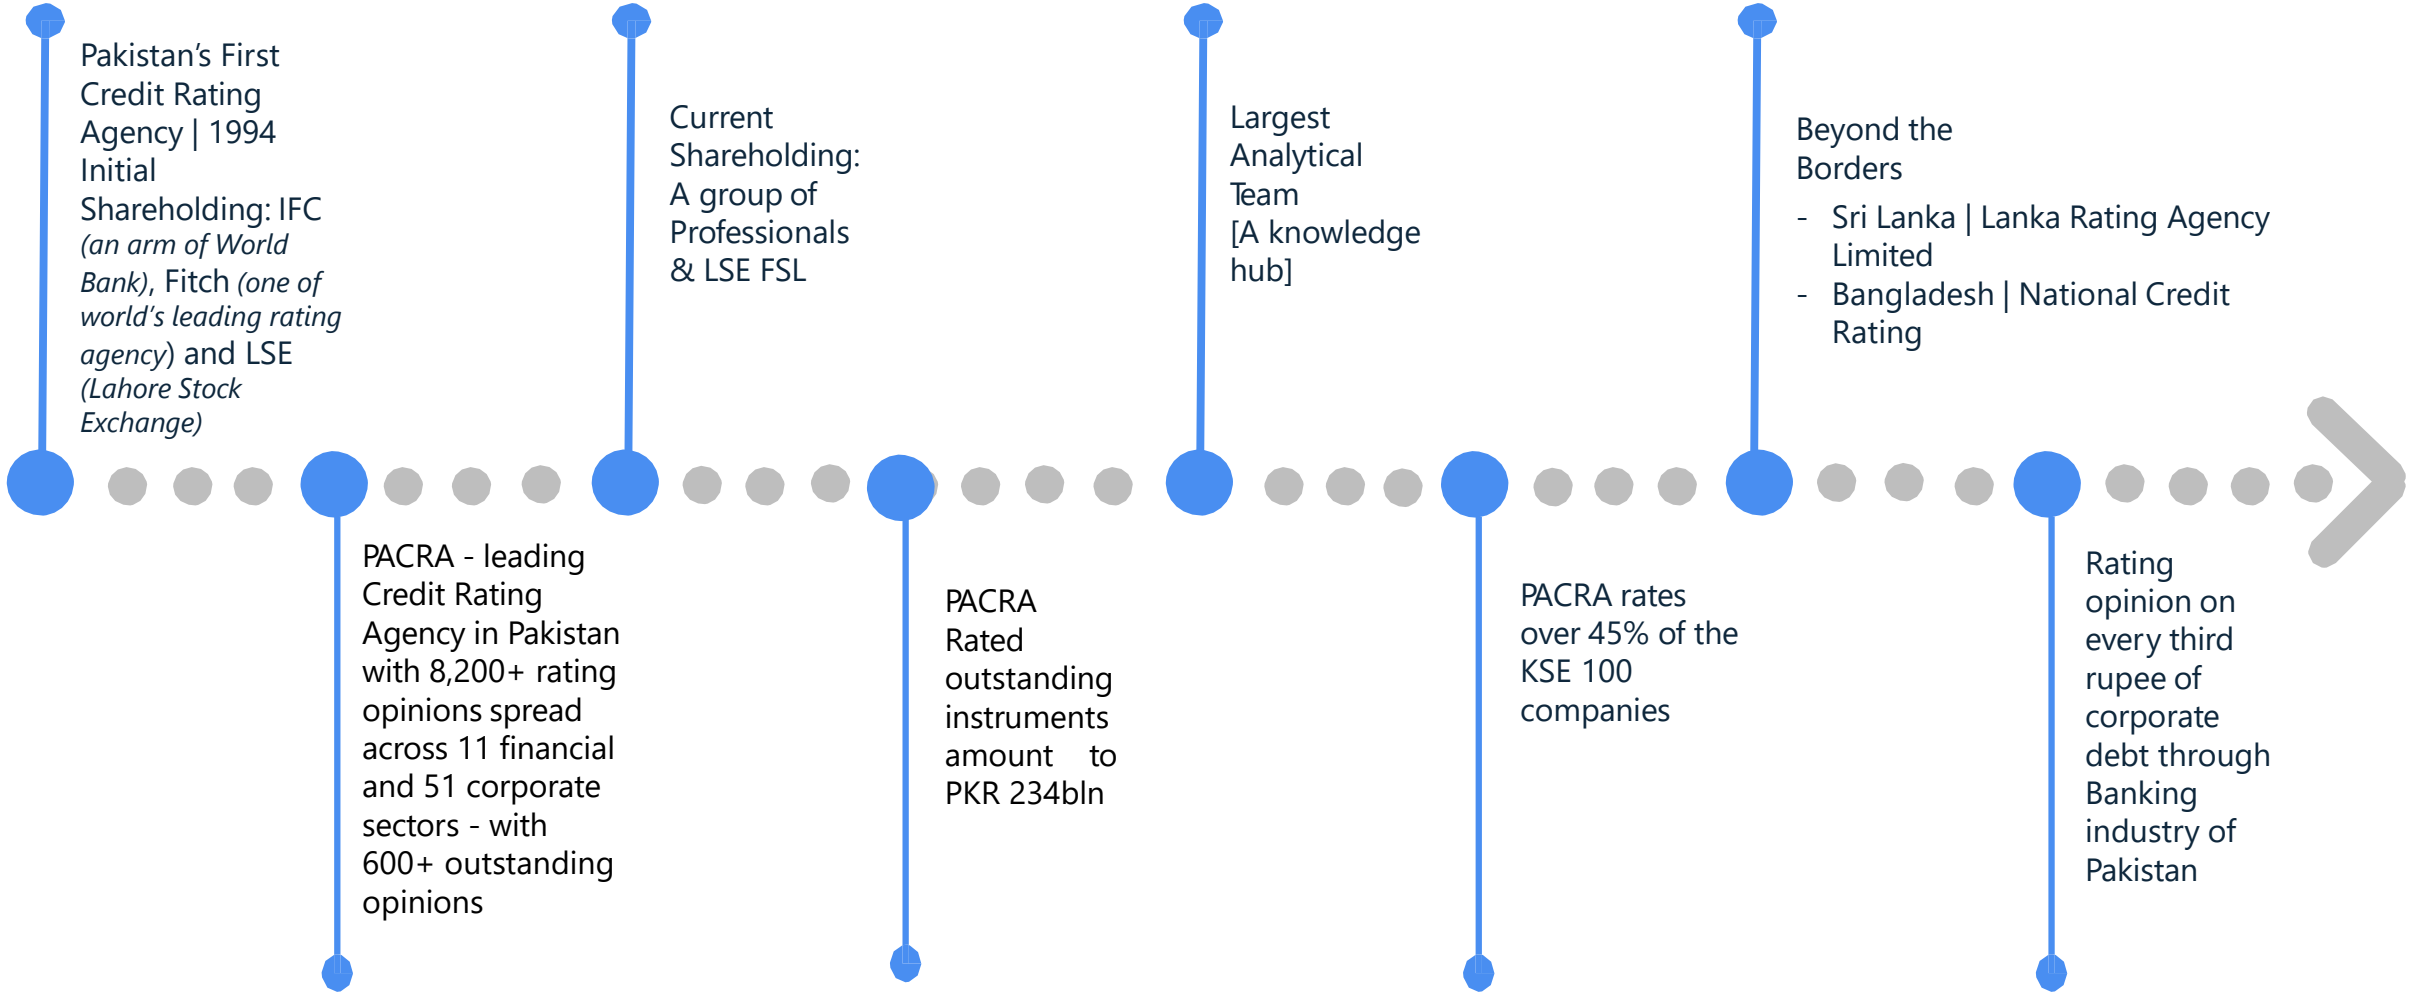 Pakistan's First
Credit Rating
Agency | 1994
Initial
Shareholding: IFC
(an arm of World
Bank), Fitch (one of
world's leading rating
agency) and LSE
(Lahore Stock
Exchange)
PACRA - leading
Credit Rating
Agency in Pakistan
with 8,200+ rating
opinions spread
across 11 financial
and 51 corporate
sectors - with
600+ outstanding
opinions
Current
Shareholding:
A group of
Professionals
& LSE FSL
PACRA
Rated
outstanding
instruments
amount to
PKR 234bln
Largest
Analytical
Team
[A knowledge
hub]
PACRA rates
over 45% of the
KSE 100
companies
Beyond the
Borders
- Sri Lanka | Lanka Rating Agency
Limited
- Bangladesh | National Credit
Rating
Rating
opinion on
every third
rupee of
corporate
debt through
Banking
industry of
Pakistan